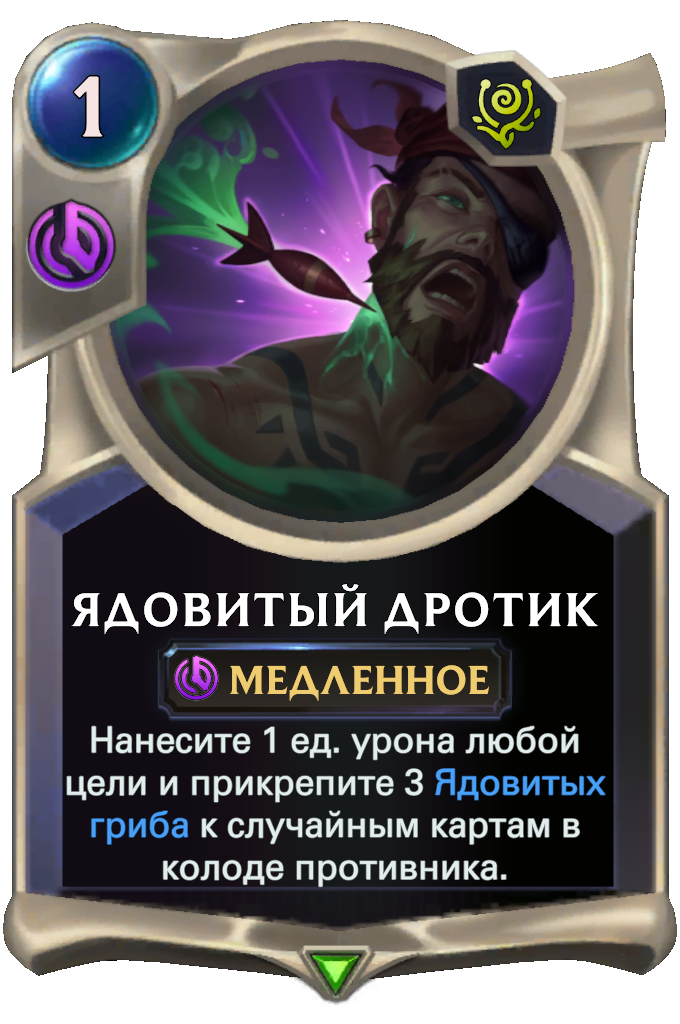 1
ЯДОВИТЫЙ ДРОТИК
МЕДЛЕННОЕ
Нанесите 1 ед. урона любой
цели и прикрепите 3 Ядовитых
гриба к случайным картам в
колоде противника.